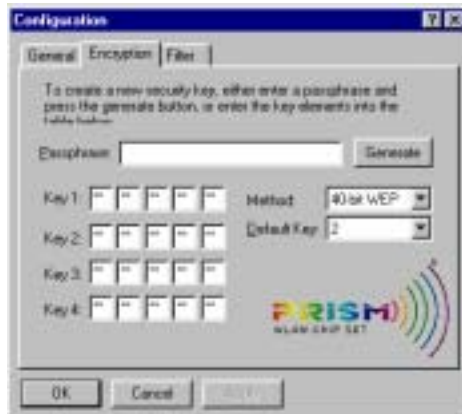 Configuration
General Encryption Filter
To create a new security key, either enter a passphrase and
press the generate button, or enter the key elements into the
table below.
Passphrase: Generate
Key 1: ** ** ** ** ** Method: 40-bit WEP
Key 2: ** ** ** ** ** Default Key: 2
Key 3: ** ** ** ** **
Key 4: ** ** ** ** **
PRISM
WLAN CHIP SET
OK Cancel